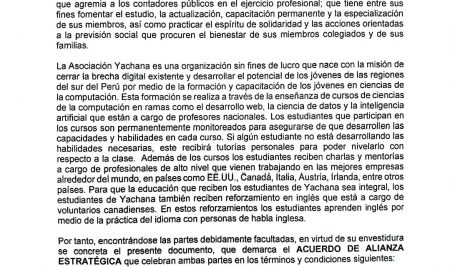 que agremia a los contadores públicos en el ejercicio profesional; que tiene entre sus
fines fomentar el estudio, la actualización, capacitación permanente y la especialización
de sus miembros, así como practicar el espíritu de solidaridad y las acciones orientadas
a la previsión social que procuren el bienestar de sus miembros colegiados y de sus
familias.
La Asociación Yachana es una organización sin fines de lucro que nace con la misión de
cerrar la brecha digital existente y desarrollar el potencial de los jóvenes de las regiones
del sur del Perú por medio de la formación y capacitación de los jóvenes en ciencias de
la computación. Esta formación se realiza a través de la enseñanza de cursos de ciencias
de la computación en ramas como el desarrollo web, la ciencia de datos y la inteligencia
artificial que están a cargo de profesores nacionales. Los estudiantes que participan en
los cursos son permanentemente monitoreados para asegurarse de que desarrollen las
capacidades y habilidades en cada curso. Si algún estudiante no está desarrollando las
habilidades necesarias, este recibirá tutorías personales para poder nivelarlo con
respecto a la clase. Además de los cursos los estudiantes reciben charlas y mentorías
a cargo de profesionales de alto nivel que vienen trabajando en las mejores empresas
alrededor del mundo, en países como EE.UU., Canadá, Italia, Austria, Irlanda, entre otros
países. Para que la educación que reciben los estudiantes de Yachana sea integral, los
estudiantes de Yachana también reciben reforzamiento en inglés que está a cargo de
voluntarios canadienses. En estos reforzamientos los estudiantes aprenden inglés por
medio de la práctica del idioma con personas de habla inglesa.
Por tanto, encontrándose las partes debidamente facultadas, en virtud de su envestidura
se concreta el presente documento, que demarca el ACUERDO DE ALIANZA
ESTRATÉGICA que celebran ambas partes en los términos y condiciones siguientes: